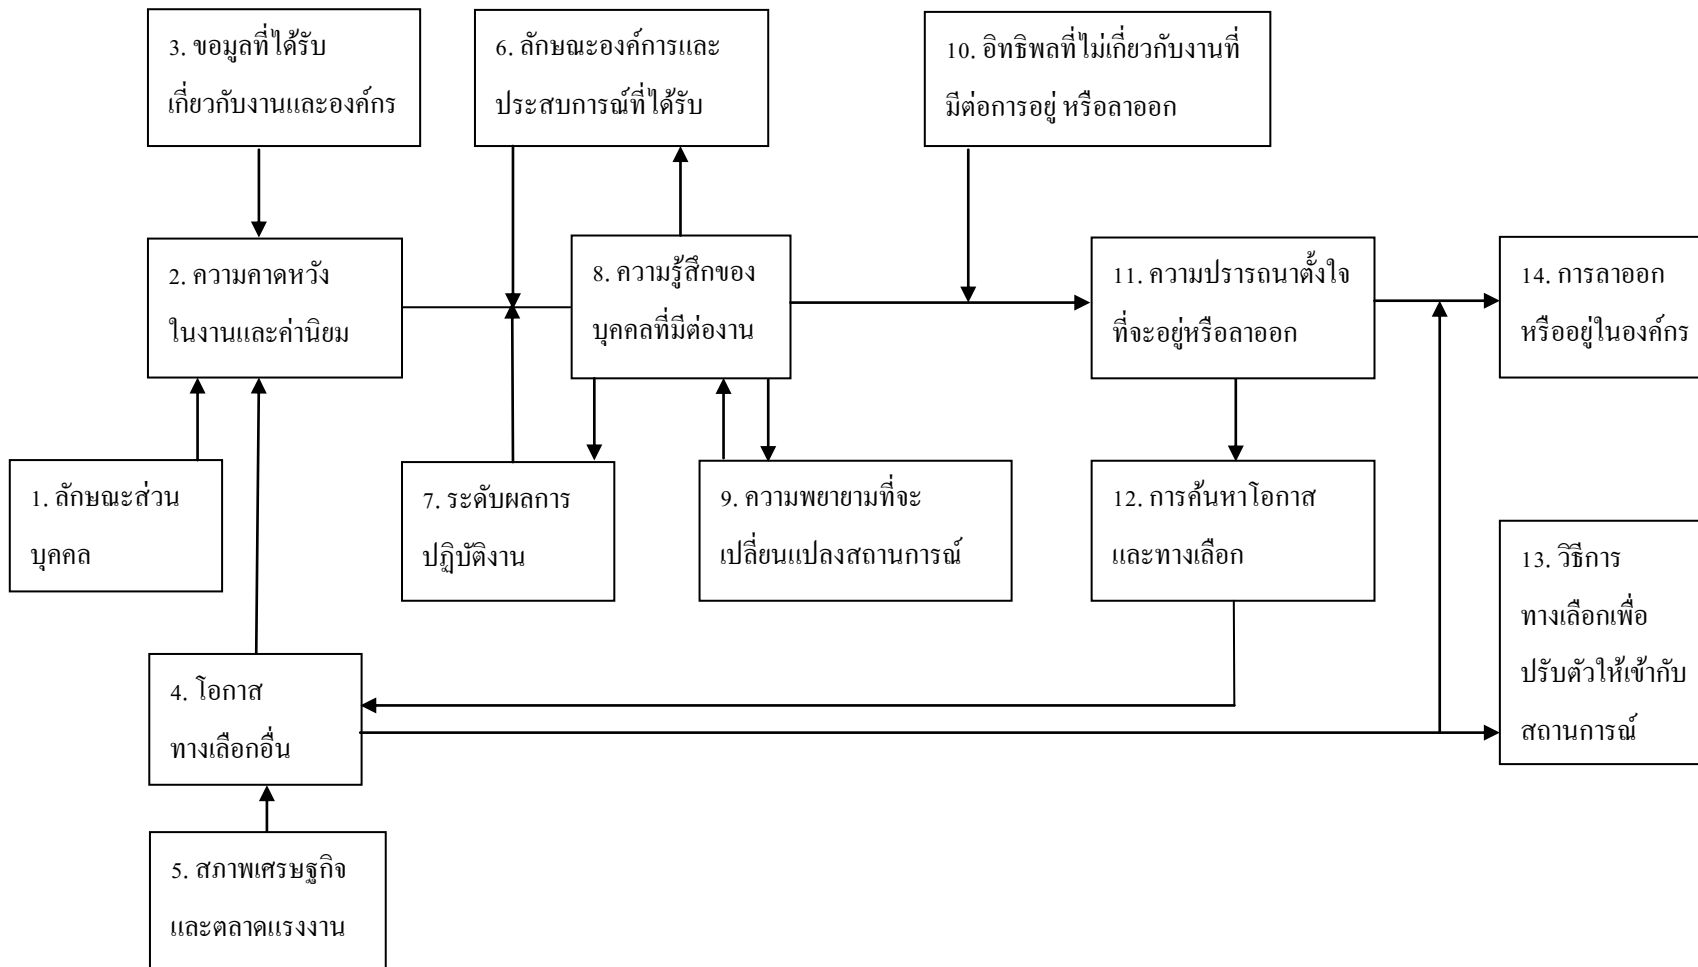 3. ขอมูลที่ได้รับ
เกี่ยวกับงานและองค์กร
6. ลักษณะองค์การและ
ประสบการณ์ที่ได้รับ
10. อิทธิพลที่ไม่เกี่ยวกับงานที่
มีต่อการอยู่ หรือลาออก
2. ความคาดหวัง
ในงานและค่านิยม
8. ความรู้สึกของ
บุคคลที่มีต่องาน
11. ความปรารถนาตั้งใจ
ที่จะอยู่หรือลาออก
14. การลาออก
หรืออยู่ในองค์กร
1. ลักษณะส่วน
บุคคล
7. ระดับผลการ
ปฏิบัติงาน
9. ความพยายามที่จะ
เปลี่ยนแปลงสถานการณ์
12. การค้นหาโอกาส
และทางเลือก
13. วิธีการ
ทางเลือกเพื่อ
ปรับตัวให้เข้ากับ
สถานการณ์
4. โอกาส
ทางเลือกอื่น
5. สภาพเศรษฐกิจ
และตลาดแรงงาน